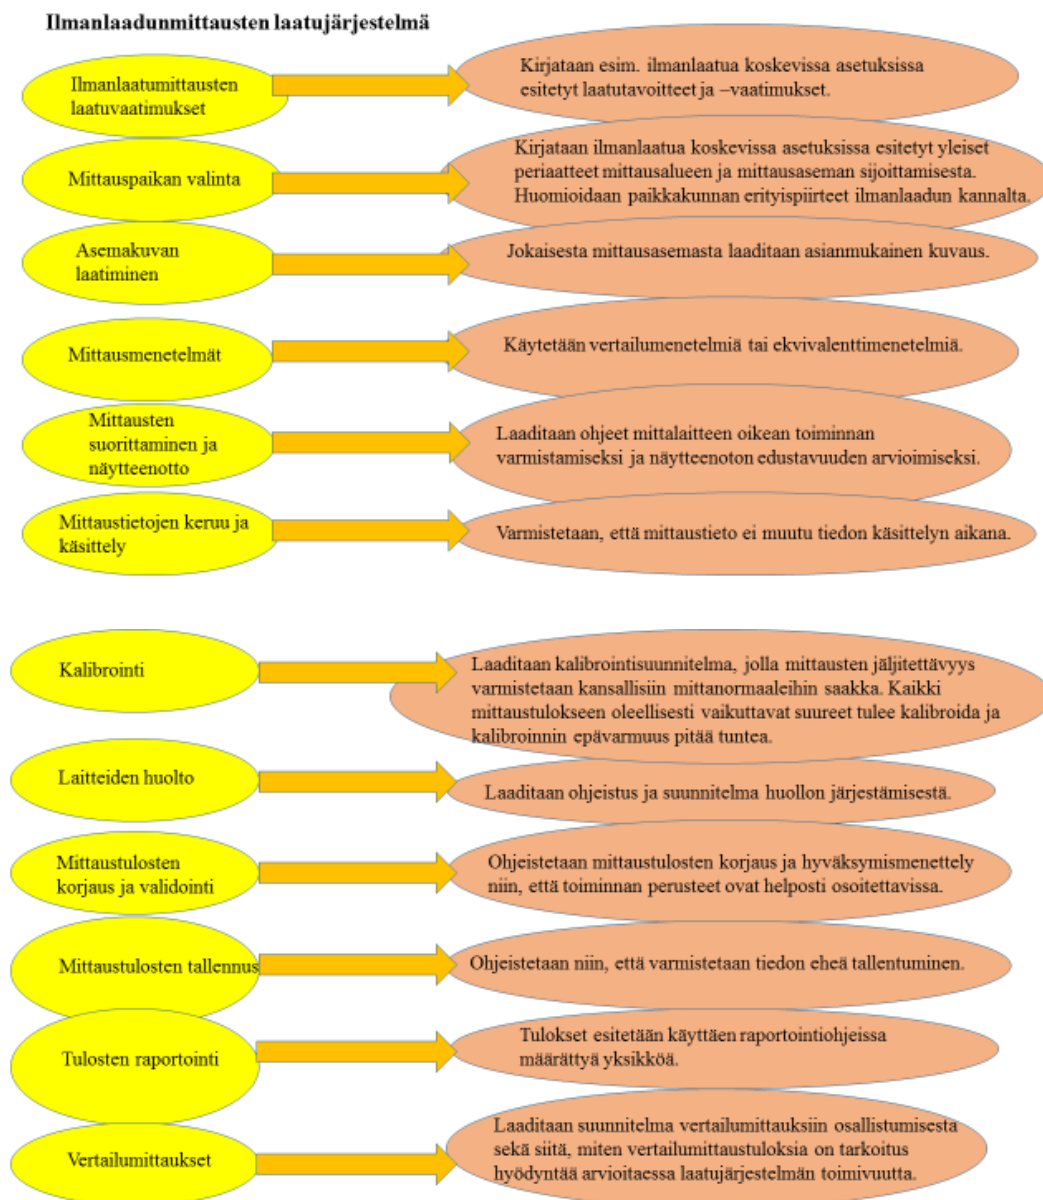 Ilmanlaadunmittausten laatujärjestelmä
Ilmanlaatumittausten
laatuvaatimukset
Kirjataan esim. ilmanlaatua koskevissa asetuksissa
esitetyt laatutavoitteet ja –vaatimukset.
Mittauspaikan valinta
Kirjataan ilmanlaatua koskevissa asetuksissa esitetyt yleiset
periaatteet mittausalueen ja mittausaseman sijoittamisesta.
Huomioidaan paikkakunnan erityispiirteet ilmanlaadun kannalta.
Asemakuvan
laatiminen
Jokaisesta mittausasemasta laaditaan asianmukainen kuvaus.
Mittausmenetelmät
Käytetään vertailumenetelmiä tai ekvivalenttimenetelmiä.
Mittausten
suorittaminen ja
näytteenotto
Laaditaan ohjeet mittalaitteen oikean toiminnan
varmistamiseksi ja näytteenoton edustavuuden arvioimiseksi.
Mittaustietojen keruu ja
käsittely
Varmistetaan, että mittaustieto ei muutu tiedon käsittelyn aikana.
Kalibrointi
Laaditaan kalibrointisuunnitelma, jolla mittausten jäljitettävyys
varmistetaan kansallisiin mittanormaaleihin saakka. Kaikki
mittaustulokseen oleellisesti vaikuttavat suureet tulee kalibroida ja
kalibroinnin epävarmuus pitää tuntea.
Laitteiden huolto
Laaditaan ohjeistus ja suunnitelma huollon järjestämisestä.
Mittaustulosten
korjaus ja validointi
Ohjeistetaan mittaustulosten korjaus ja hyväksymismenettely
niin, että toiminnan perusteet ovat helposti osoitettavissa.
Mittaustulosten tallennus
Ohjeistetaan niin, että varmistetaan tiedon eheä tallentuminen.
Tulosten raportointi
Tulokset esitetään käyttäen raportointiohjeissa
määrättyä yksikköä.
Vertailumittaukset
Laaditaan suunnitelma vertailumittauksiin osallistumisesta
sekä siitä, miten vertailumittaustuloksia on tarkoitus
hyödyntää arvioitaessa laatujärjestelmän toimivuutta.